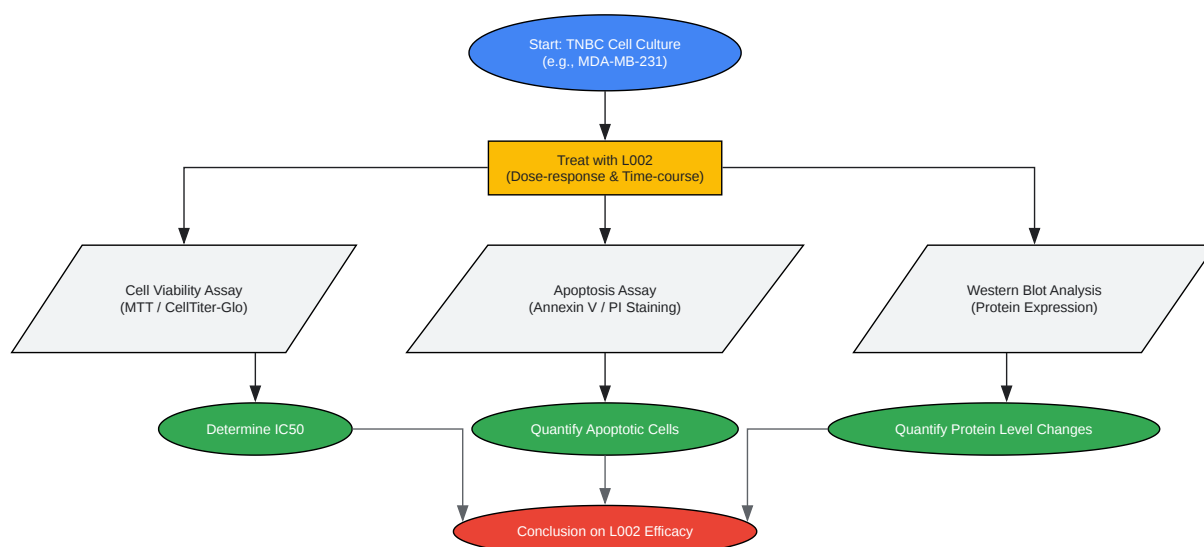 Start: TNBC Cell Culture
(e.g., MDA-MB-231)
Treat with L002
(Dose-response & Time-course)
Cell Viability Assay
(MTT / CellTiter-Glo)
Apoptosis Assay
(Annexin V / PI Staining)
Western Blot Analysis
(Protein Expression)
Determine IC50
Quantify Apoptotic Cells
Quantify Protein Level Changes
Conclusion on L002 Efficacy